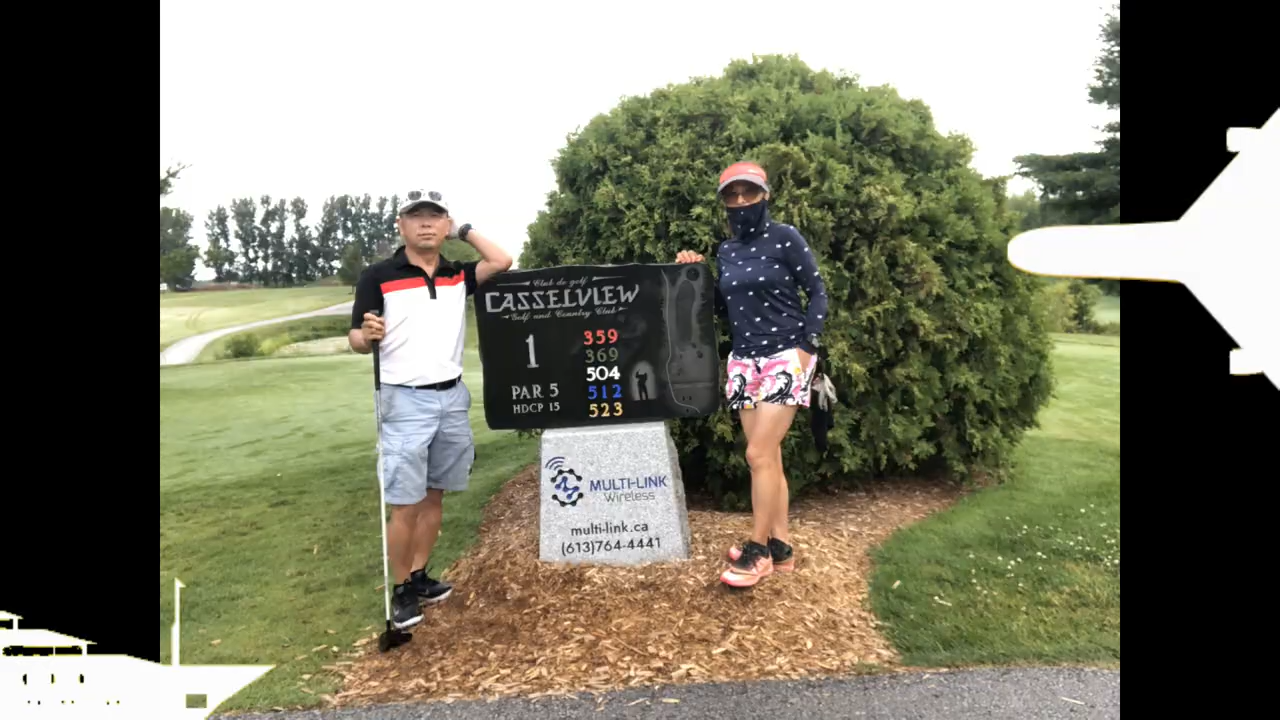 Club de golf
CASSELVIEW
Golf and Country Club
1
PAR 5
HDCP 15
359
369
504
512
523
MULTI-LINK
Wireless
multi-link.ca
(613)764-4441